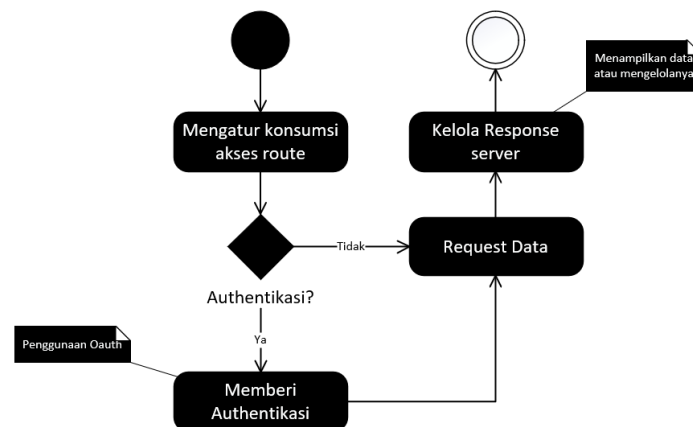 Menampilkan data
atau mengelolanya
Mengatur konsumsi
akses route
Kelola Response
server
Tidak
Request Data
Authentikasi?
Ya
Penggunaan Oauth
Memberi
Authentikasi